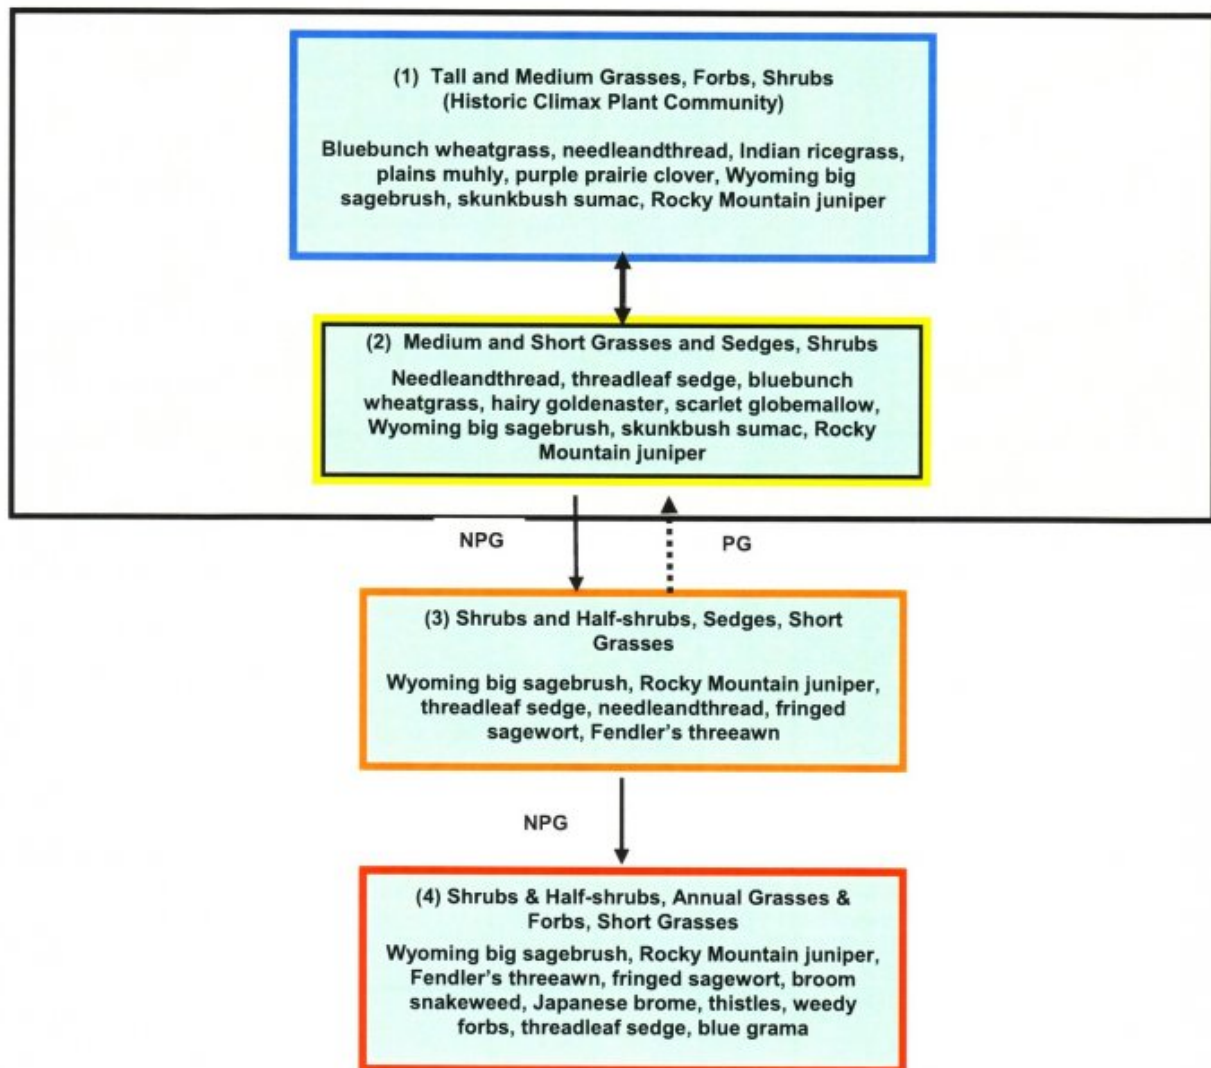 (1) Tall and Medium Grasses, Forbs, Shrubs
(Historic Climax Plant Community)
Bluebunch wheatgrass, needleandthread, Indian ricegrass,
plains muhly, purple prairie clover, Wyoming big
sagebrush, skunkbush sumac, Rocky Mountain juniper
(2) Medium and Short Grasses and Sedges, Shrubs
Needleandthread, threadleaf sedge, bluebunch
wheatgrass, hairy goldenaster, scarlet globemallow,
Wyoming big sagebrush, skunkbush sumac, Rocky
Mountain juniper
NPG
PG
(3) Shrubs and Half-shrubs, Sedges, Short
Grasses
Wyoming big sagebrush, Rocky Mountain juniper,
threadleaf sedge, needleandthread, fringed
sagewort, Fendler's threeawn
NPG
(4) Shrubs & Half-shrubs, Annual Grasses &
Forbs, Short Grasses
Wyoming big sagebrush, Rocky Mountain juniper,
Fendler's threeawn, fringed sagewort, broom
snakeweed, Japanese brome, thistles, weedy
forbs, threadleaf sedge, blue grama